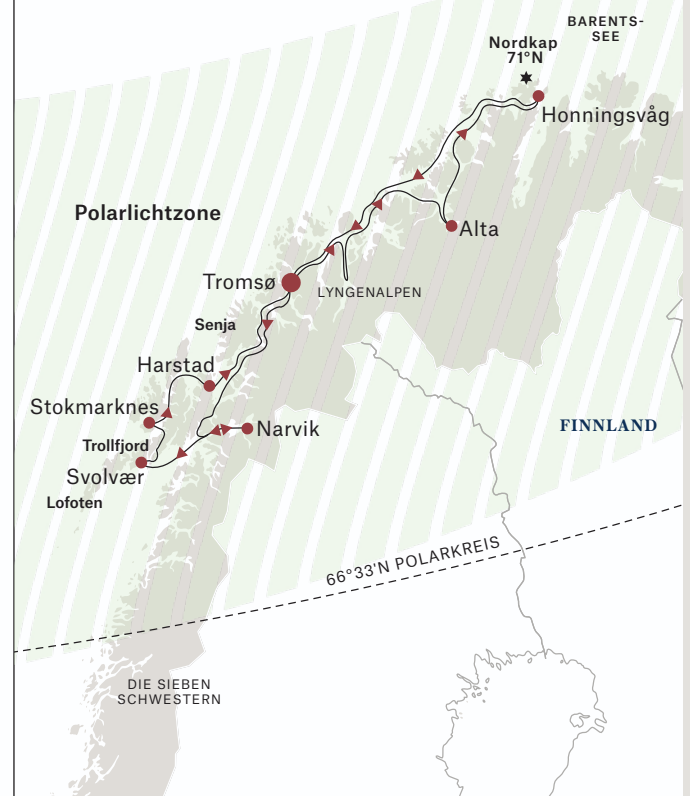 BARENTS-
SEE
Nordkap
71°N
Honningsvåg
Polarlichtzone
Alta
Tromsø
LYNGENALPEN
Senja
Harstad
Stokmarknes
FINNLAND
Narvik
Trollfjord
Svolvær
Lofoten
66°33'N POLARKREIS
DIE SIEBEN
SCHWESTERN